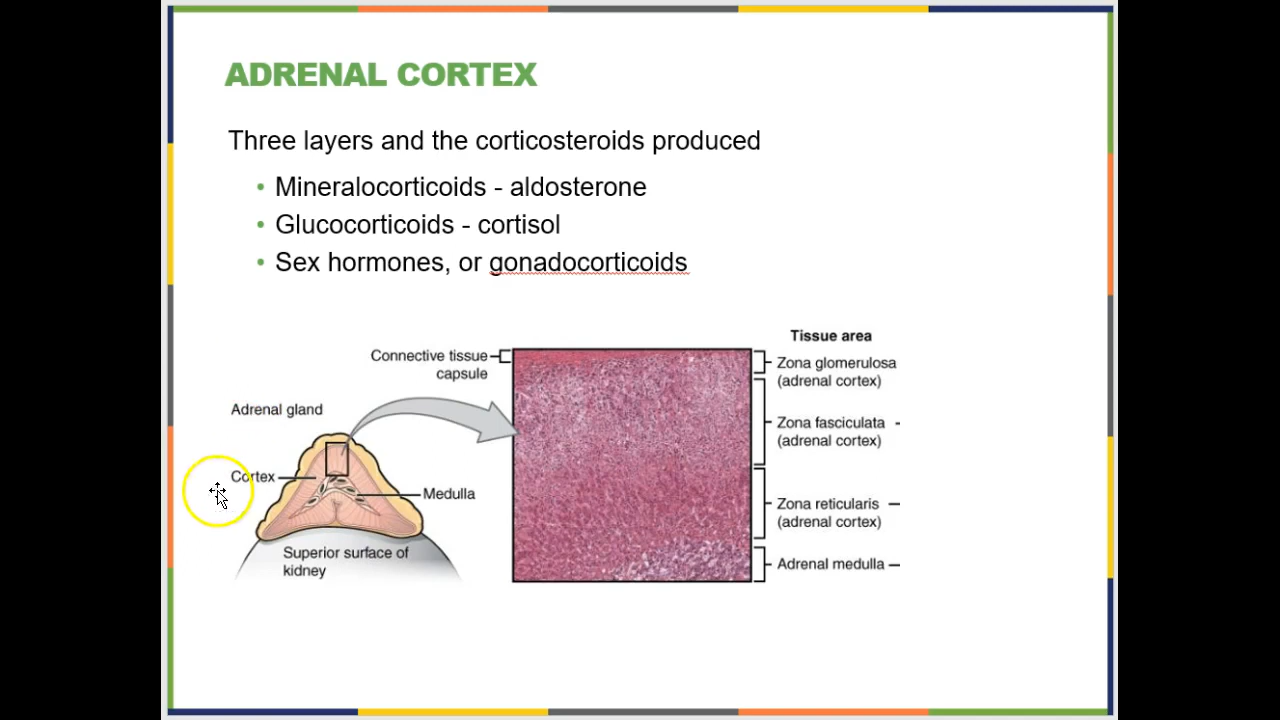 ADRENAL CORTEX
Three layers and the corticosteroids produced
• Mineralocorticoids - aldosterone
• Glucocorticoids - cortisol
• Sex hormones, or gonadocorticoids
Tissue area
Connective tissue
capsule
Zona glomerulosa
(adrenal cortex)
Adrenal gland
Zona fasciculata
(adrenal cortex)
Cortex
Medulla
Zona reticularis
(adrenal cortex)
Superior surface of
kidney
Adrenal medulla